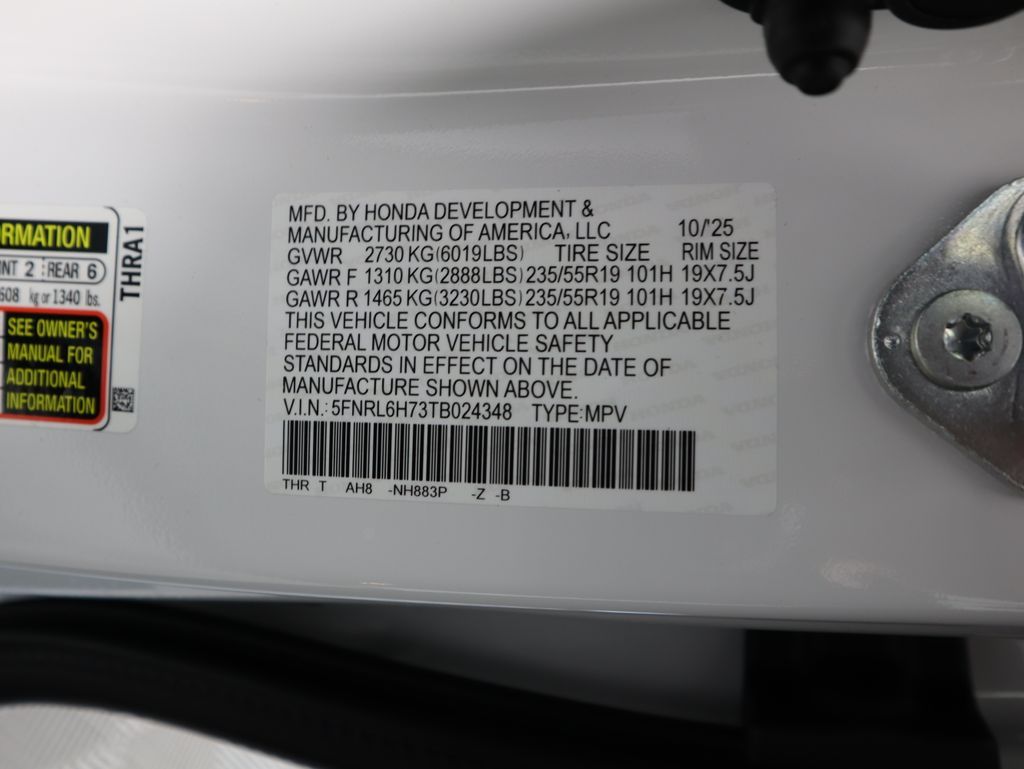 RMATION
NT 2 REAR 6
608 kg or 1340 lbs.
SEE OWNER'S
MANUAL FOR
ADDITIONAL
INFORMATION
THRA1
MFD. BY HONDA DEVELOPMENT &
MANUFACTURING OF AMERICA, LLC 10/'25
GVWR 2730 KG(6019LBS) TIRE SIZE RIM SIZE
GAWR F 1310 KG(2888LBS) 235/55R19 101H 19X7.5J
GAWR R 1465 KG(3230LBS) 235/55R19 101H 19X7.5J
THIS VEHICLE CONFORMS TO ALL APPLICABLE
FEDERAL MOTOR VEHICLE SAFETY
STANDARDS IN EFFECT ON THE DATE OF
MANUFACTURE SHOWN ABOVE.
V.I.N.: 5FNRL6H73TB024348 TYPE:MPV
THR T AH8 -NH883P -Z -B